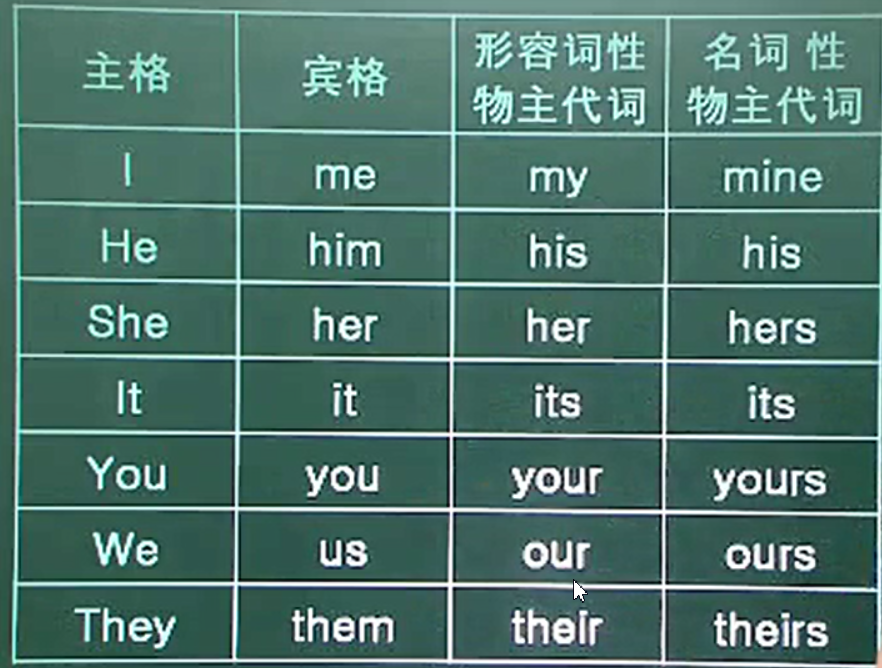 主格 宾格 形容词性物主代词 名词 性物主代词
I me my mine
He him his his
She her her hers
It it its its
You you your yours
We us our ours
They them their theirs